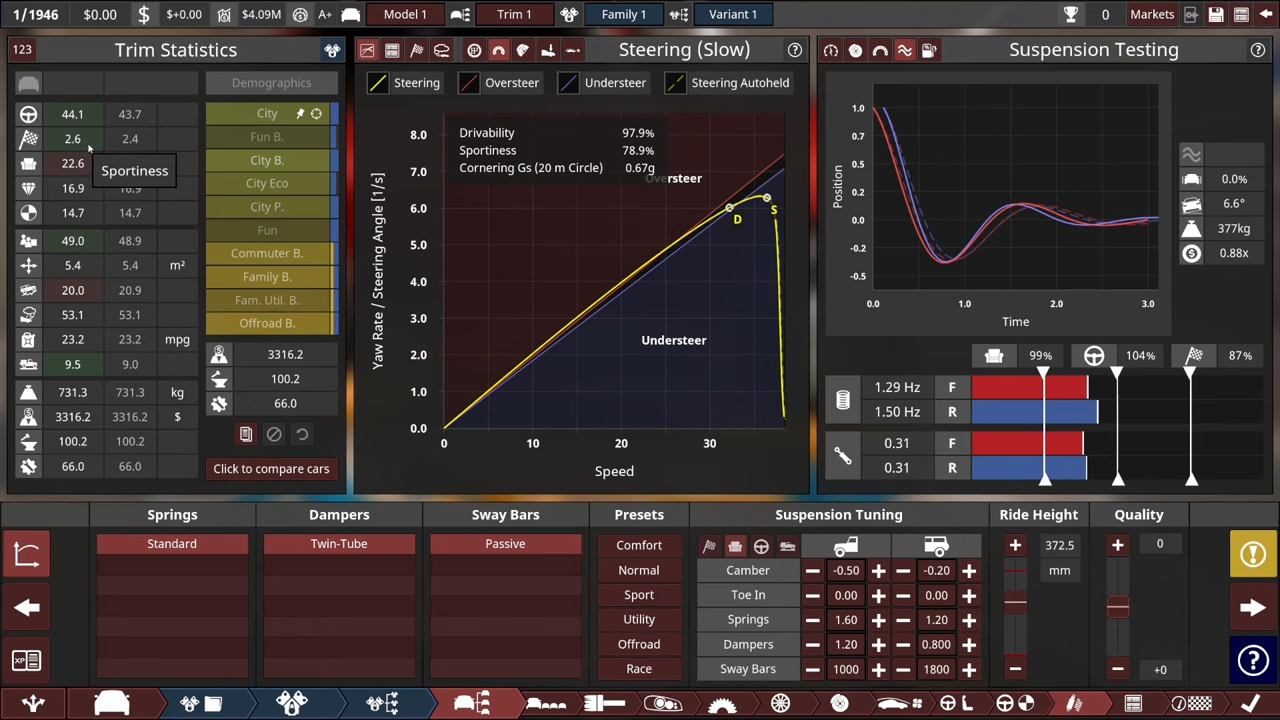 1/1946 $0.00 $+0.00 $4.09M A+ Model 1 Trim 1 Family 1 Variant 1 0 Markets
123 Trim Statistics
Demographics
44.1 43.7
2.6 2.4
Sportiness
22.6
16.9 16.9
14.7 14.7
49.0 48.9
5.4 5.4 m²
20.0 20.9
53.1 53.1
23.2 23.2 mpg
9.5 9.0
731.3 731.3 kg
3316.2 3316.2 $
100.2 100.2
66.0 66.0
City
Fun B.
City B.
City Eco
City P.
Fun
Commuter B.
Family B.
Fam. Util. B.
Offroad B.
3316.2
100.2
66.0
Click to compare cars
Steering (Slow)
Steering Oversteer Understeer Steering Autoheld
Drivability 97.9%
Sportiness 78.9%
Cornering Gs (20 m Circle) 0.67g
Oversteer
D
S
Understeer
Yaw Rate / Steering Angle [1/s]
8.0
7.0
6.0
5.0
4.0
3.0
2.0
1.0
0.0
0 10 20 30
Speed
Suspension Testing
Position
1.0
0.7
0.5
0.2
0.0
-0.2
-0.5
0.0 1.0 2.0 3.0
Time
0.0%
6.6°
377kg
0.88x
99% 104% 87%
1.29 Hz F
1.50 Hz R
0.31 F
0.31 R
Springs
Standard
Dampers
Twin-Tube
Sway Bars
Passive
Presets
Comfort
Normal
Sport
Utility
Offroad
Race
Suspension Tuning
Camber -0.50 -0.20
Toe In 0.00 0.00
Springs 1.60 1.20
Dampers 1.20 0.800
Sway Bars 1000 1800
Ride Height
372.5
mm
Quality
0
+0
XP